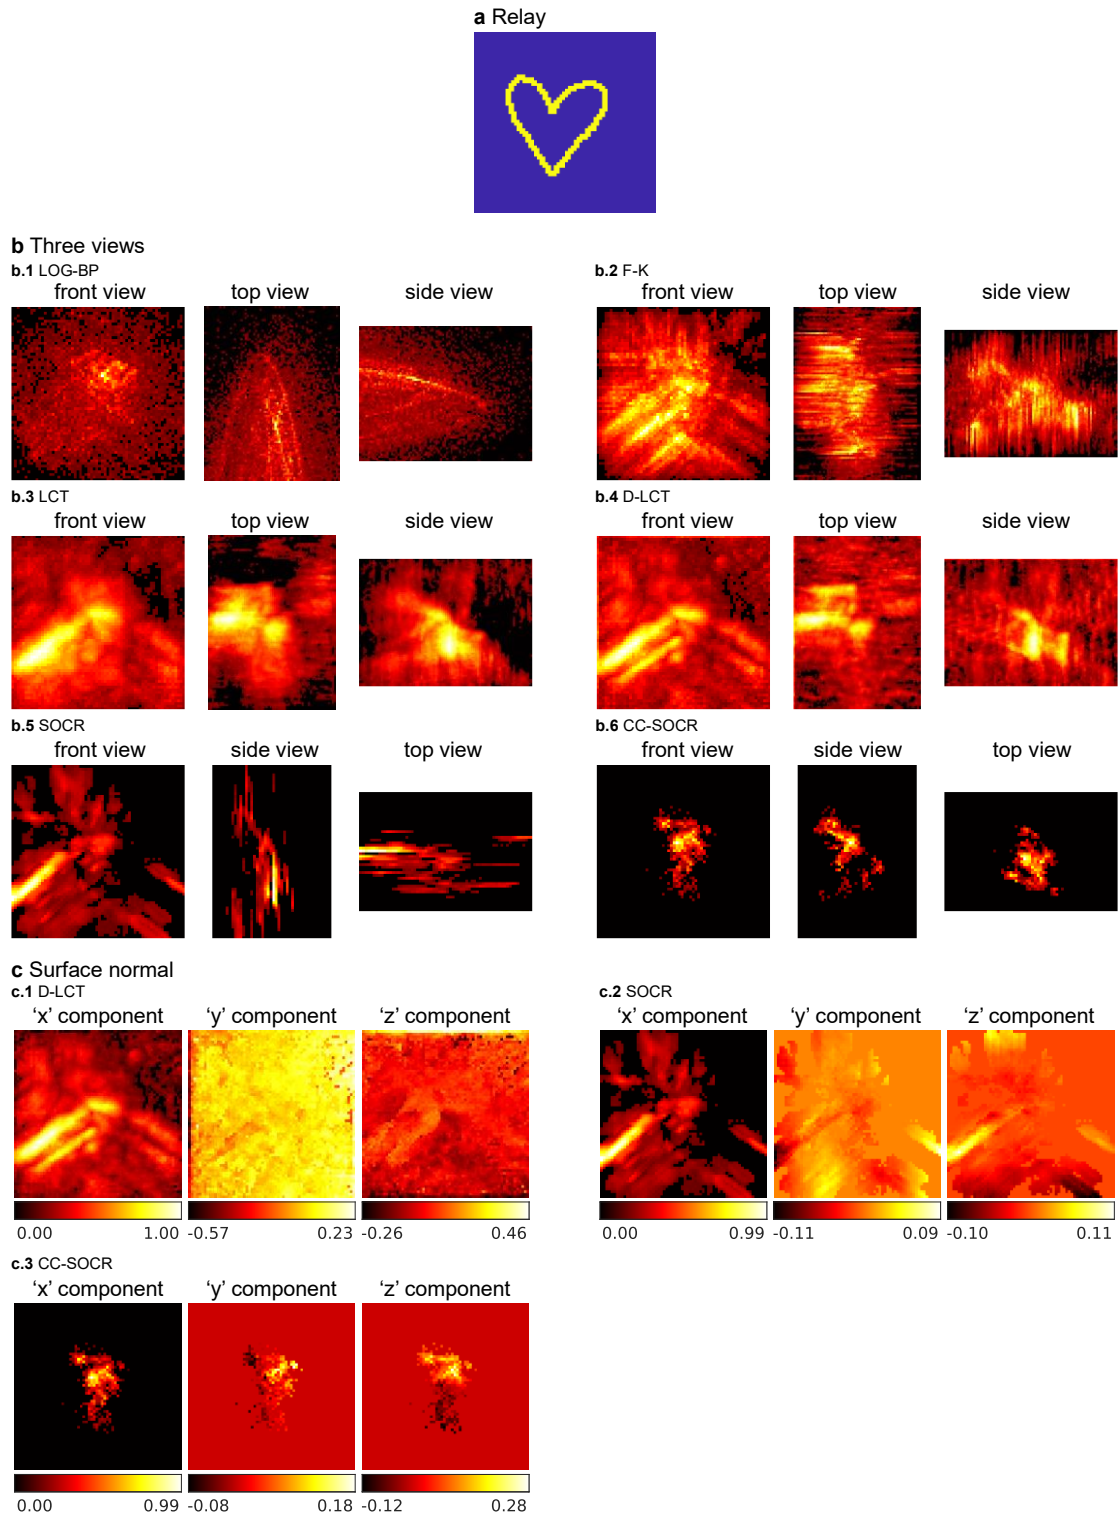 a Relay
b Three views
b.1 LOG-BP
front view top view side view
b.2 F-K
front view top view side view
b.3 LCT
front view top view side view
b.4 D-LCT
front view top view side view
b.5 SOCR
front view side view top view
b.6 CC-SOCR
front view side view top view
c Surface normal
c.1 D-LCT
‘x’ component ‘y’ component ‘z’ component
0.00 1.00 -0.57 0.23 -0.26 0.46
c.2 SOCR
‘x’ component ‘y’ component ‘z’ component
0.00 0.99 -0.11 0.09 -0.10 0.11
c.3 CC-SOCR
‘x’ component ‘y’ component ‘z’ component
0.00 0.99 -0.08 0.18 -0.12 0.28